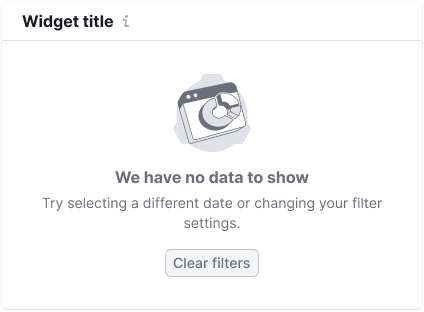 Widget title i
We have no data to show
Try selecting a different date or changing your filter
settings.
Clear filters